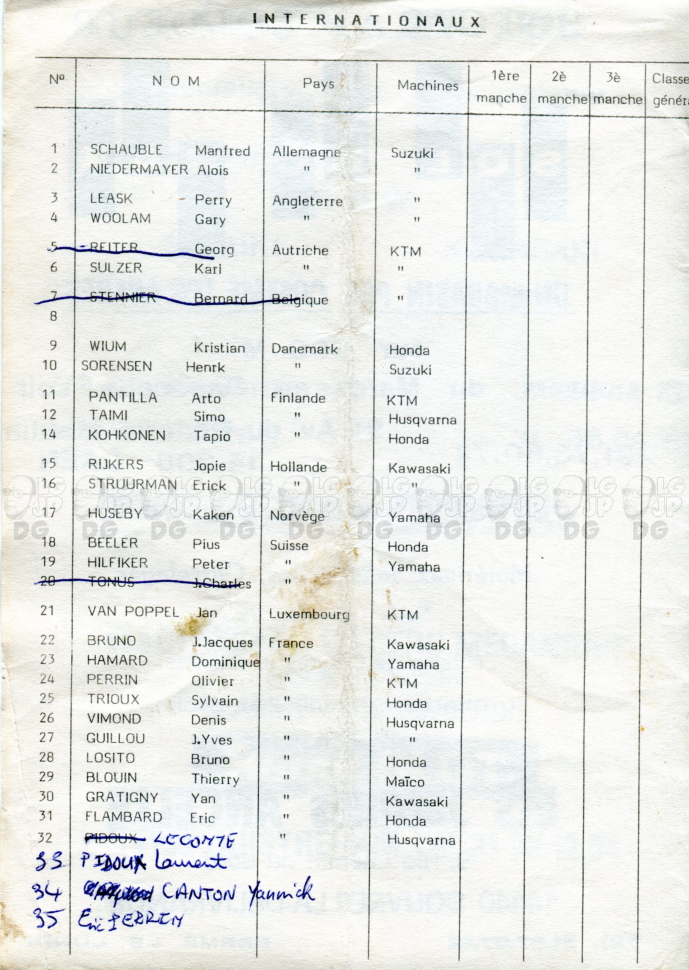 INTERNATIONAUX
Nº NOM Pays Machines 1ère manche 2è manche 3è manche Classe généra
1 SCHAUBLE Manfred Allemagne Suzuki
2 NIEDERMAYER Alois " "
3 LEASK - Perry Angleterre "
4 WOOLAM Gary " "
5 - REITER Georg Autriche KTM
6 SULZER Karl " "
7 STENNIER Bernard Belgique "
8
9 WIUM Kristian Danemark Honda
10 SORENSEN Henrk " Suzuki
11 PANTILLA Arto Finlande KTM
12 TAIMI Simo " Husqvarna
14 KOHKONEN Tapio " Honda
15 RIJKERS Jopie Hollande Kawasaki
16 STRUURMAN Erick " "
17 HUSEBY Kakon Norvège Yamaha
18 BEELER Pius Suisse Honda
19 HILFIKER Peter " Yamaha
20 TONUS J.Charles "
21 VAN POPPEL Jan Luxembourg KTM
22 BRUNO J.Jacques France Kawasaki
23 HAMARD Dominique " Yamaha
24 PERRIN Olivier " KTM
25 TRIOUX Sylvain " Honda
26 VIMOND Denis " Husqvarna
27 GUILLOU J.Yves " "
28 LOSITO Bruno " Honda
29 BLOUIN Thierry " Maïco
30 GRATIGNY Yan " Kawasaki
31 FLAMBARD Eric " Honda
32 PIDOUX LECOMTE " Husqvarna
33 PIDOUX Laurent
34 CANTON Yannick
35 Eric PERRIN